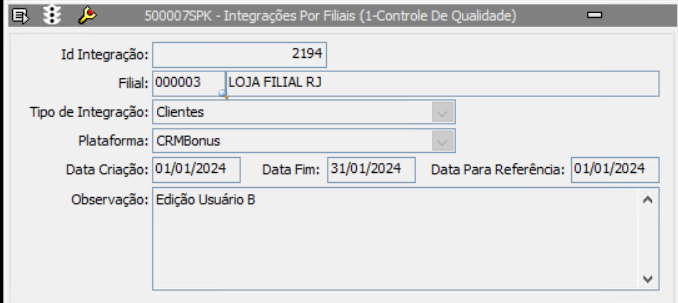 500007SPK - Integrações Por Filiais (1-Controle De Qualidade)
Id Integração: 2194
Filial: 000003 LOJA FILIAL RJ
Tipo de Integração: Clientes
Plataforma: CRMBonus
Data Criação: 01/01/2024 Data Fim: 31/01/2024 Data Para Referência: 01/01/2024
Observação: Edição Usuário B